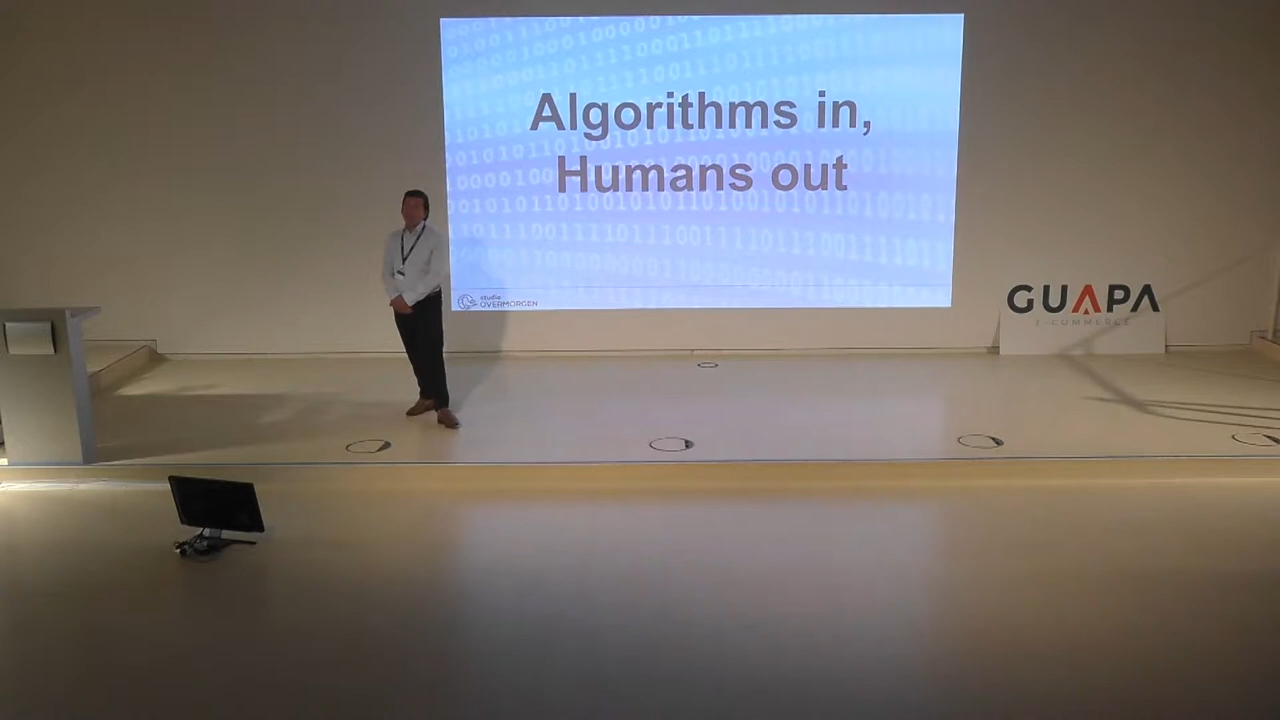 Algorithms in,
Humans out
studio
OVERMORGEN
GUAPA
E-COMMERCE